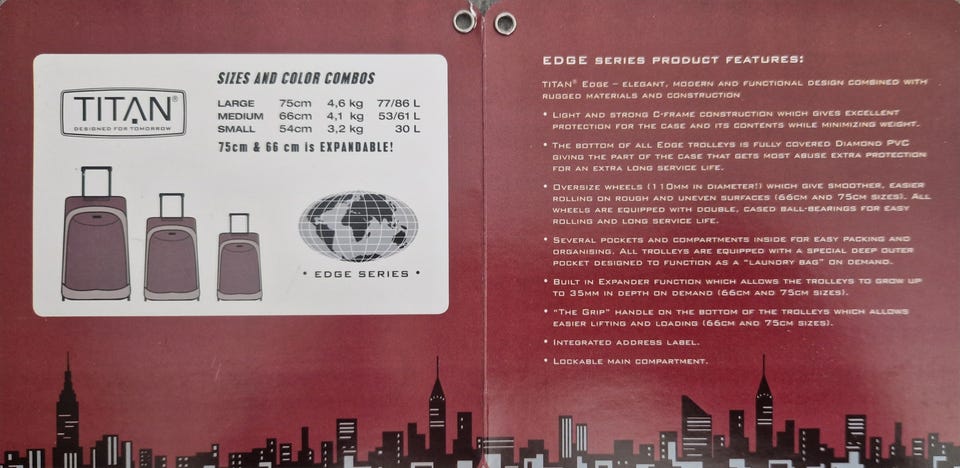 TITAN®
DESIGNED FOR TOMORROW
SIZES AND COLOR COMBOS
LARGE 75cm 4,6 kg 77/86 L
MEDIUM 66cm 4,1 kg 53/61 L
SMALL 54cm 3,2 kg 30 L
75cm & 66 cm is EXPANDABLE!
• EDGE SERIES •
EDGE SERIES PRODUCT FEATURES:
TITAN® EDGE – ELEGANT, MODERN AND FUNCTIONAL DESIGN COMBINED WITH
RUGGED MATERIALS AND CONSTRUCTION
• LIGHT AND STRONG C-FRAME CONSTRUCTION WHICH GIVES EXCELLENT
PROTECTION FOR THE CASE AND ITS CONTENTS WHILE MINIMIZING WEIGHT.
• THE BOTTOM OF ALL EDGE TROLLEYS IS FULLY COVERED DIAMOND PVC
GIVING THE PART OF THE CASE THAT GETS MOST ABUSE EXTRA PROTECTION
FOR AN EXTRA LONG SERVICE LIFE.
• OVERSIZE WHEELS (110MM IN DIAMETER!) WHICH GIVE SMOOTHER, EASIER
ROLLING ON ROUGH AND UNEVEN SURFACES (66CM AND 75CM SIZES). ALL
WHEELS ARE EQUIPPED WITH DOUBLE, CASED BALL-BEARINGS FOR EASY
ROLLING AND LONG SERVICE LIFE.
• SEVERAL POCKETS AND COMPARTMENTS INSIDE FOR EASY PACKING AND
ORGANISING. ALL TROLLEYS ARE EQUIPPED WITH A SPECIAL DEEP OUTER
POCKET DESIGNED TO FUNCTION AS A "LAUNDRY BAG" ON DEMAND.
• BUILT IN EXPANDER FUNCTION WHICH ALLOWS THE TROLLEYS TO GROW UP
TO 35MM IN DEPTH ON DEMAND (66CM AND 75CM SIZES).
• "THE GRIP" HANDLE ON THE BOTTOM OF THE TROLLEYS WHICH ALLOWS
EASIER LIFTING AND LOADING (66CM AND 75CM SIZES).
• INTEGRATED ADDRESS LABEL.
• LOCKABLE MAIN COMPARTMENT.